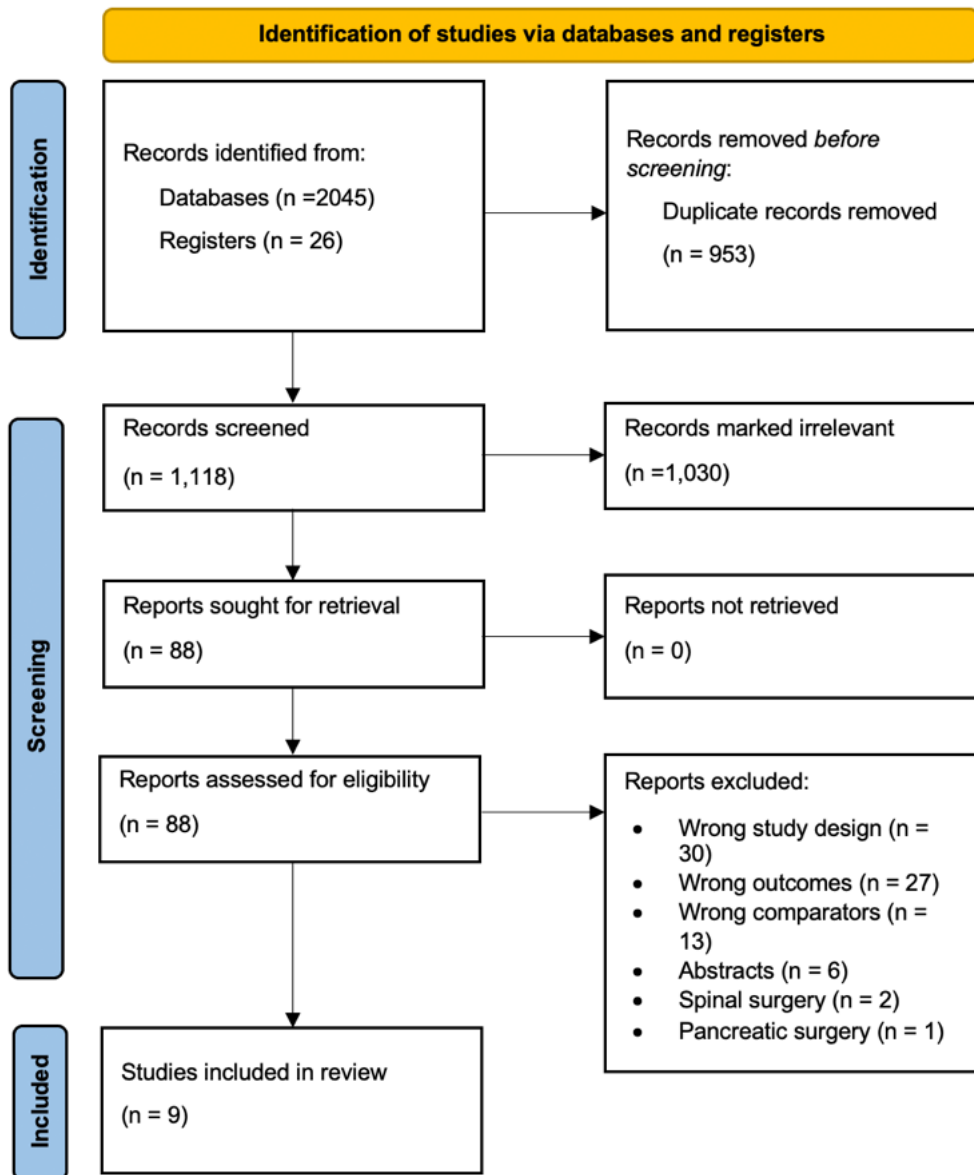 Identification of studies via databases and registers
Identification
Records identified from:
Databases (n =2045)
Registers (n = 26)
Records removed before
screening:
Duplicate records removed
(n = 953)
Screening
Records screened
(n = 1,118)
Records marked irrelevant
(n =1,030)
Reports sought for retrieval
(n = 88)
Reports not retrieved
(n = 0)
Reports assessed for eligibility
(n = 88)
Reports excluded:
• Wrong study design (n =
30)
• Wrong outcomes (n = 27)
• Wrong comparators (n =
13)
• Abstracts (n = 6)
• Spinal surgery (n = 2)
• Pancreatic surgery (n = 1)
Included
Studies included in review
(n = 9)